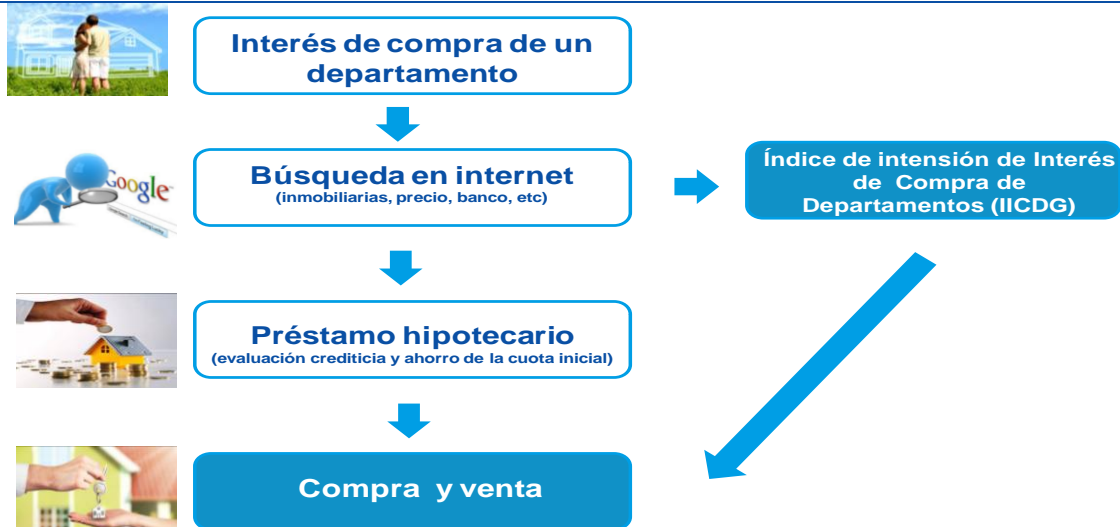 Interés de compra de un
departamento
Google
Búsqueda en internet
(inmobiliarias, precio, banco, etc)
Índice de intensión de Interés
de Compra de
Departamentos (IICDG)
Préstamo hipotecario
(evaluación crediticia y ahorro de la cuota inicial)
Compra y venta